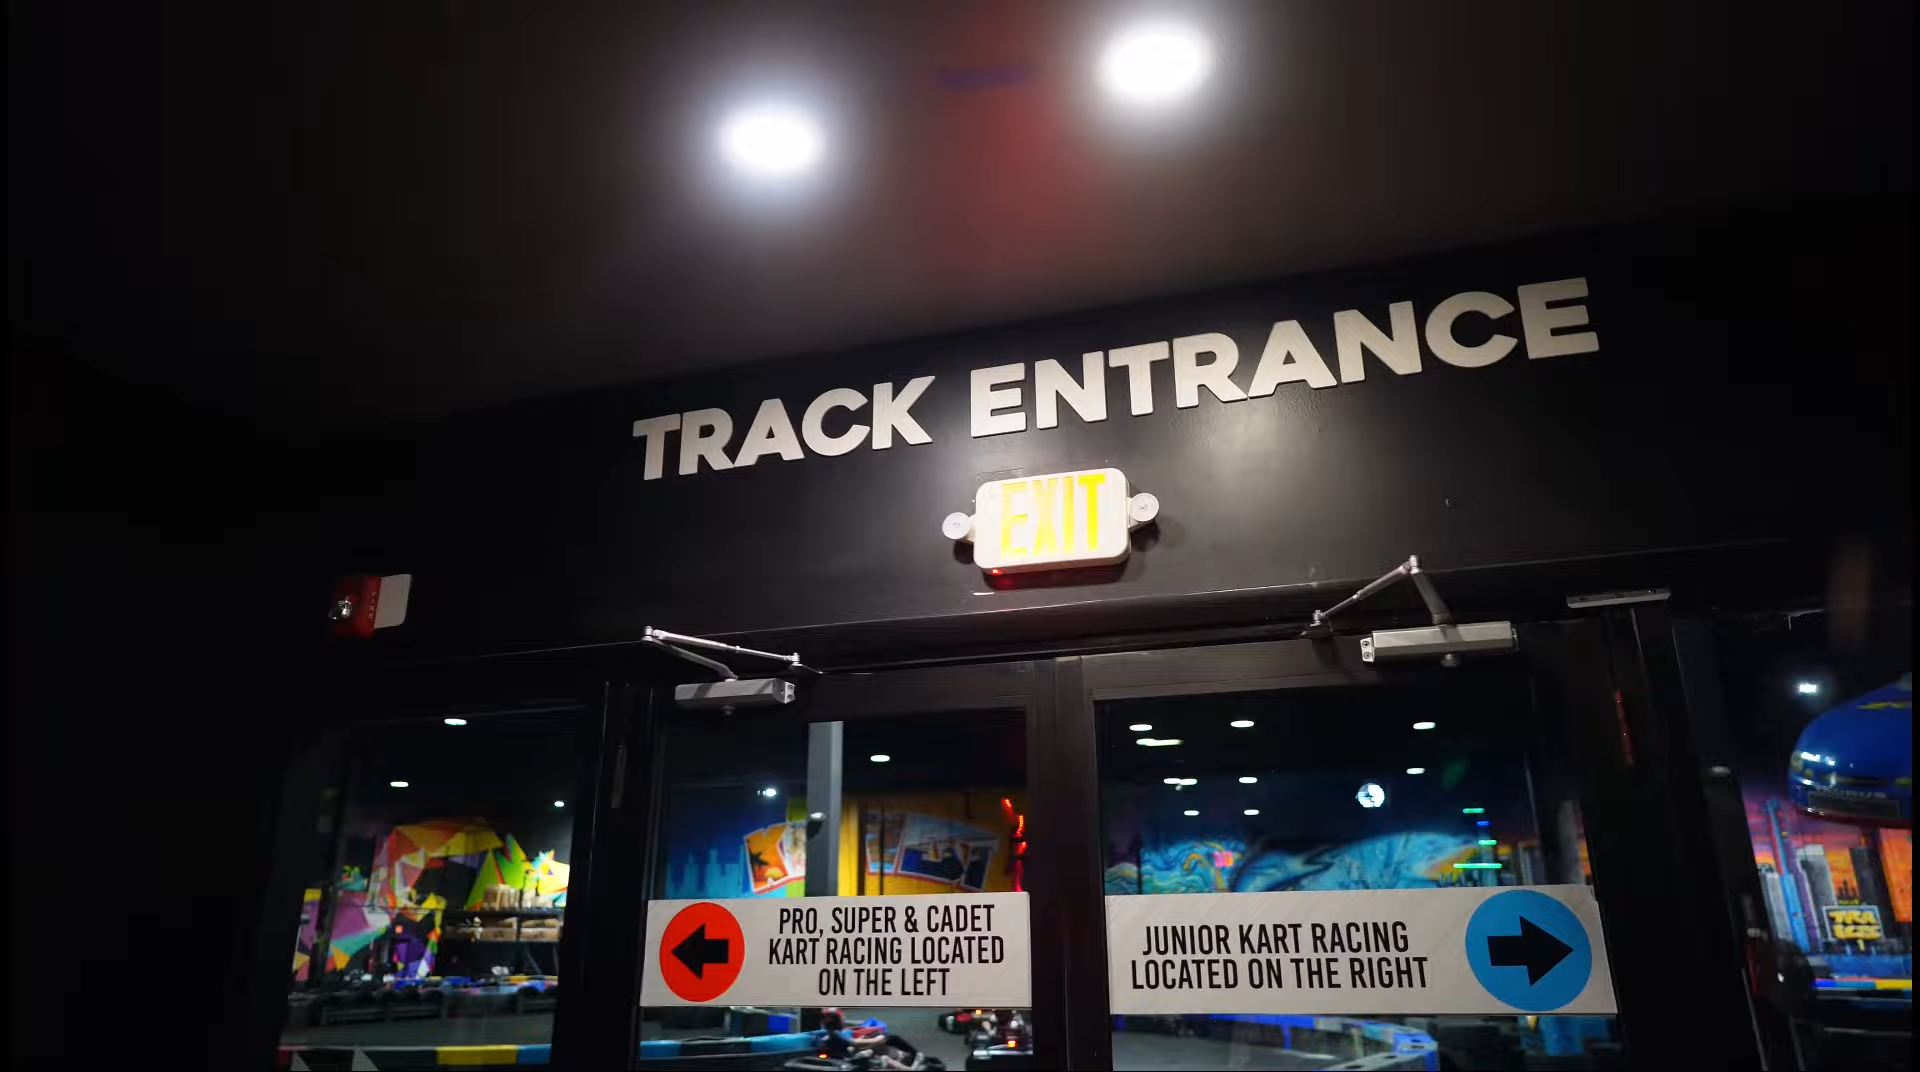 TRACK ENTRANCE
EXIT
FIRE
PRO, SUPER & CADET
KART RACING LOCATED
ON THE LEFT
JUNIOR KART RACING
LOCATED ON THE RIGHT